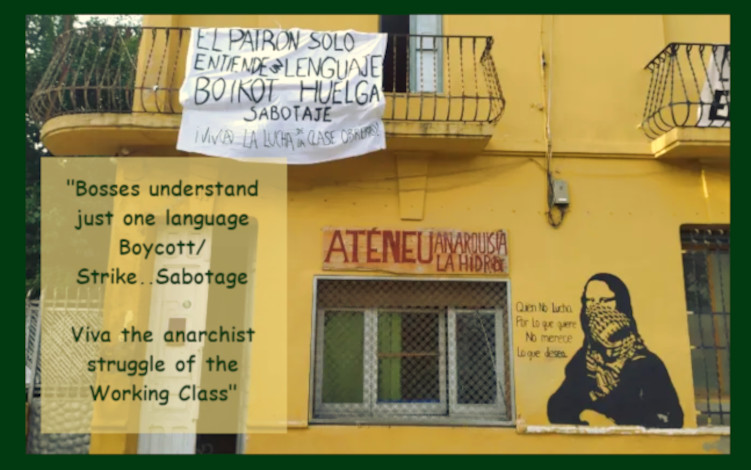 EL PATRON SOLO
ENTIENDE UN LENGUAJE
BOIKOT HUELGA
SABOTAJE
¡VIVA LA LUCHA DE LA CLASE OBRERA!
"Bosses understand
just one language
Boycott/
Strike..Sabotage
Viva the anarchist
struggle of the
Working Class"
ATENEU ANARQUISTA
LA HIDRA
Quien No Lucha
Por lo que quiere
No merece
Lo que desea